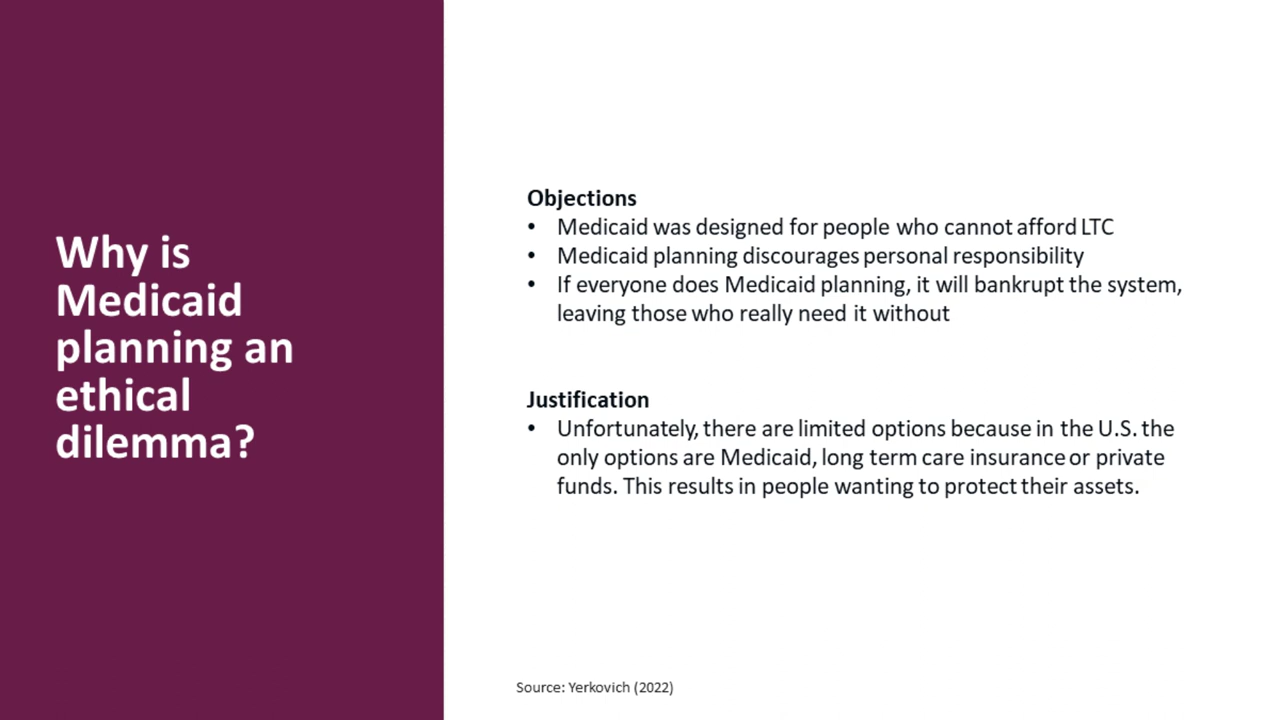 Why is
Medicaid
planning an
ethical
dilemma?
Objections
• Medicaid was designed for people who cannot afford LTC
• Medicaid planning discourages personal responsibility
• If everyone does Medicaid planning, it will bankrupt the system,
leaving those who really need it without
Justification
• Unfortunately, there are limited options because in the U.S. the
only options are Medicaid, long term care insurance or private
funds. This results in people wanting to protect their assets.
Source: Yerkovich (2022)